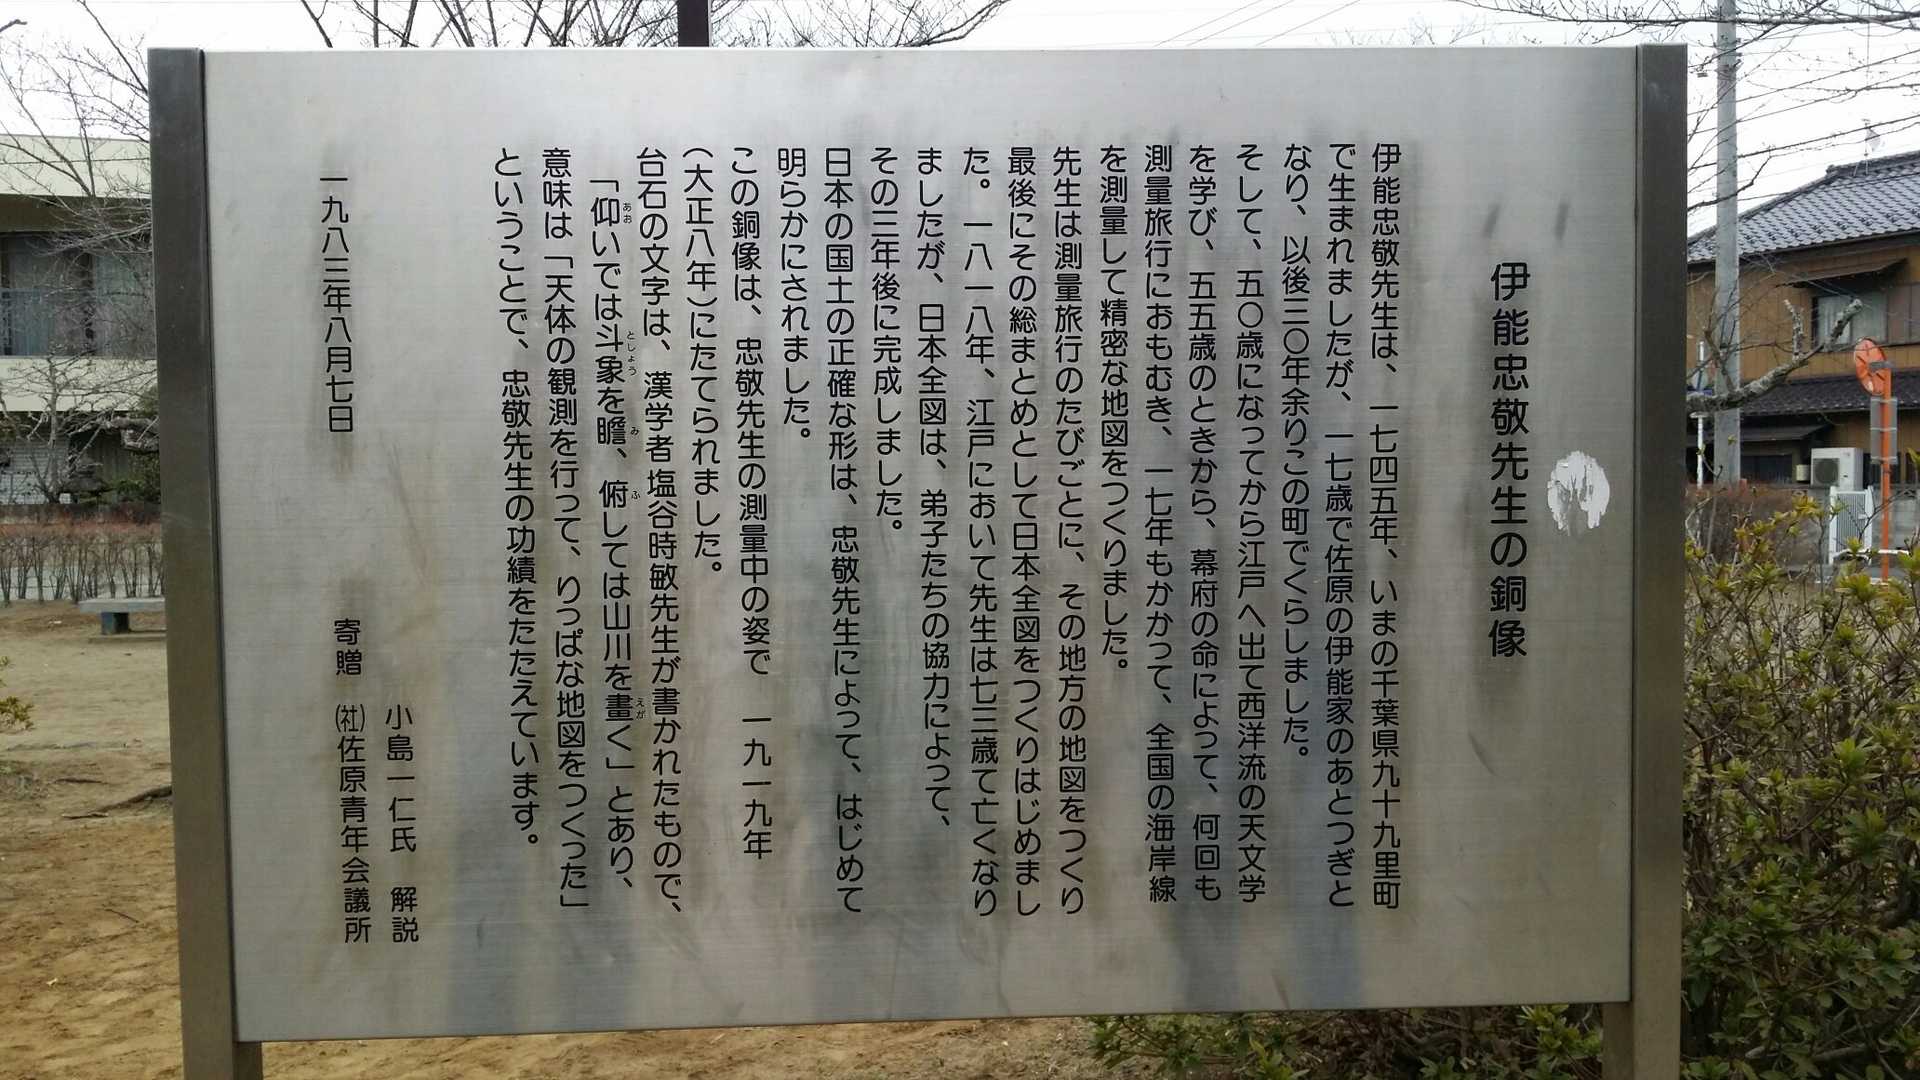 伊能忠敬先生の銅像
伊能忠敬先生は、一七四五年、いまの千葉県九十九里町
で生まれましたが、一七歳で佐原の伊能家のあとつぎと
なり、以後三〇年余りこの町でくらしました。
そして、五〇歳になってから江戸へ出て西洋流の天文学
を学び、五五歳のときから、幕府の命によって、何回も
測量旅行におもむき、一七年もかかって、全国の海岸線
を測量して精密な地図をつくりました。
先生は測量旅行のたびごとに、その地方の地図をつくり
最後にその総まとめとして日本全図をつくりはじめまし
た。一八一八年、江戸において先生は七三歳て亡くなり
ましたが、日本全図は、弟子たちの協力によって、
その三年後に完成しました。
日本の国土の正確な形は、忠敬先生によって、はじめて
明らかにされました。
この銅像は、忠敬先生の測量中の姿で　一九一九年
(大正八年)にたてられました。
台石の文字は、漢学者塩谷時敏先生が書かれたもので、
「仰いでは斗象を瞻、俯しては山川を畫く」とあり、
あお　としょう　み　ふ　えが
意味は「天体の観測を行って、りっぱな地図をつくった」
ということで、忠敬先生の功績をたたえています。
小島一仁氏　解説
一九八三年八月七日　寄贈　㈳佐原青年会議所